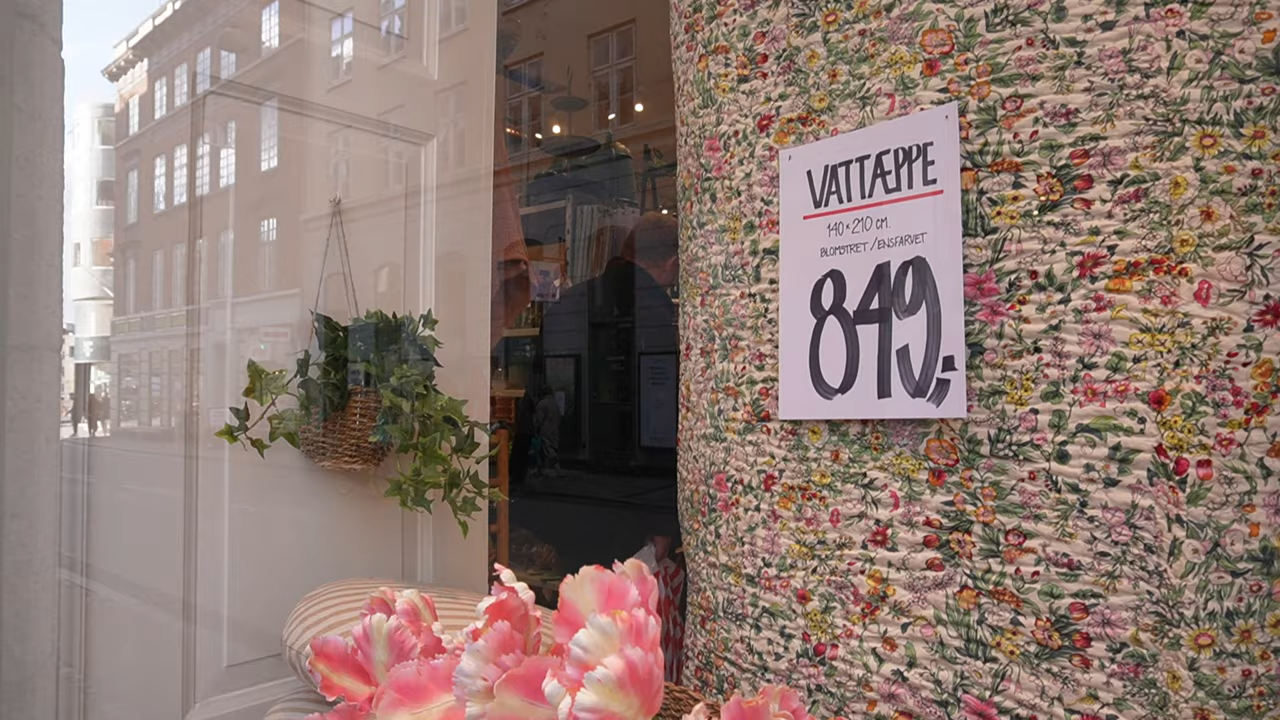 VATTÆPPE
140 x 210 CM.
BLOMSTRET / ENSFARVET
849,-